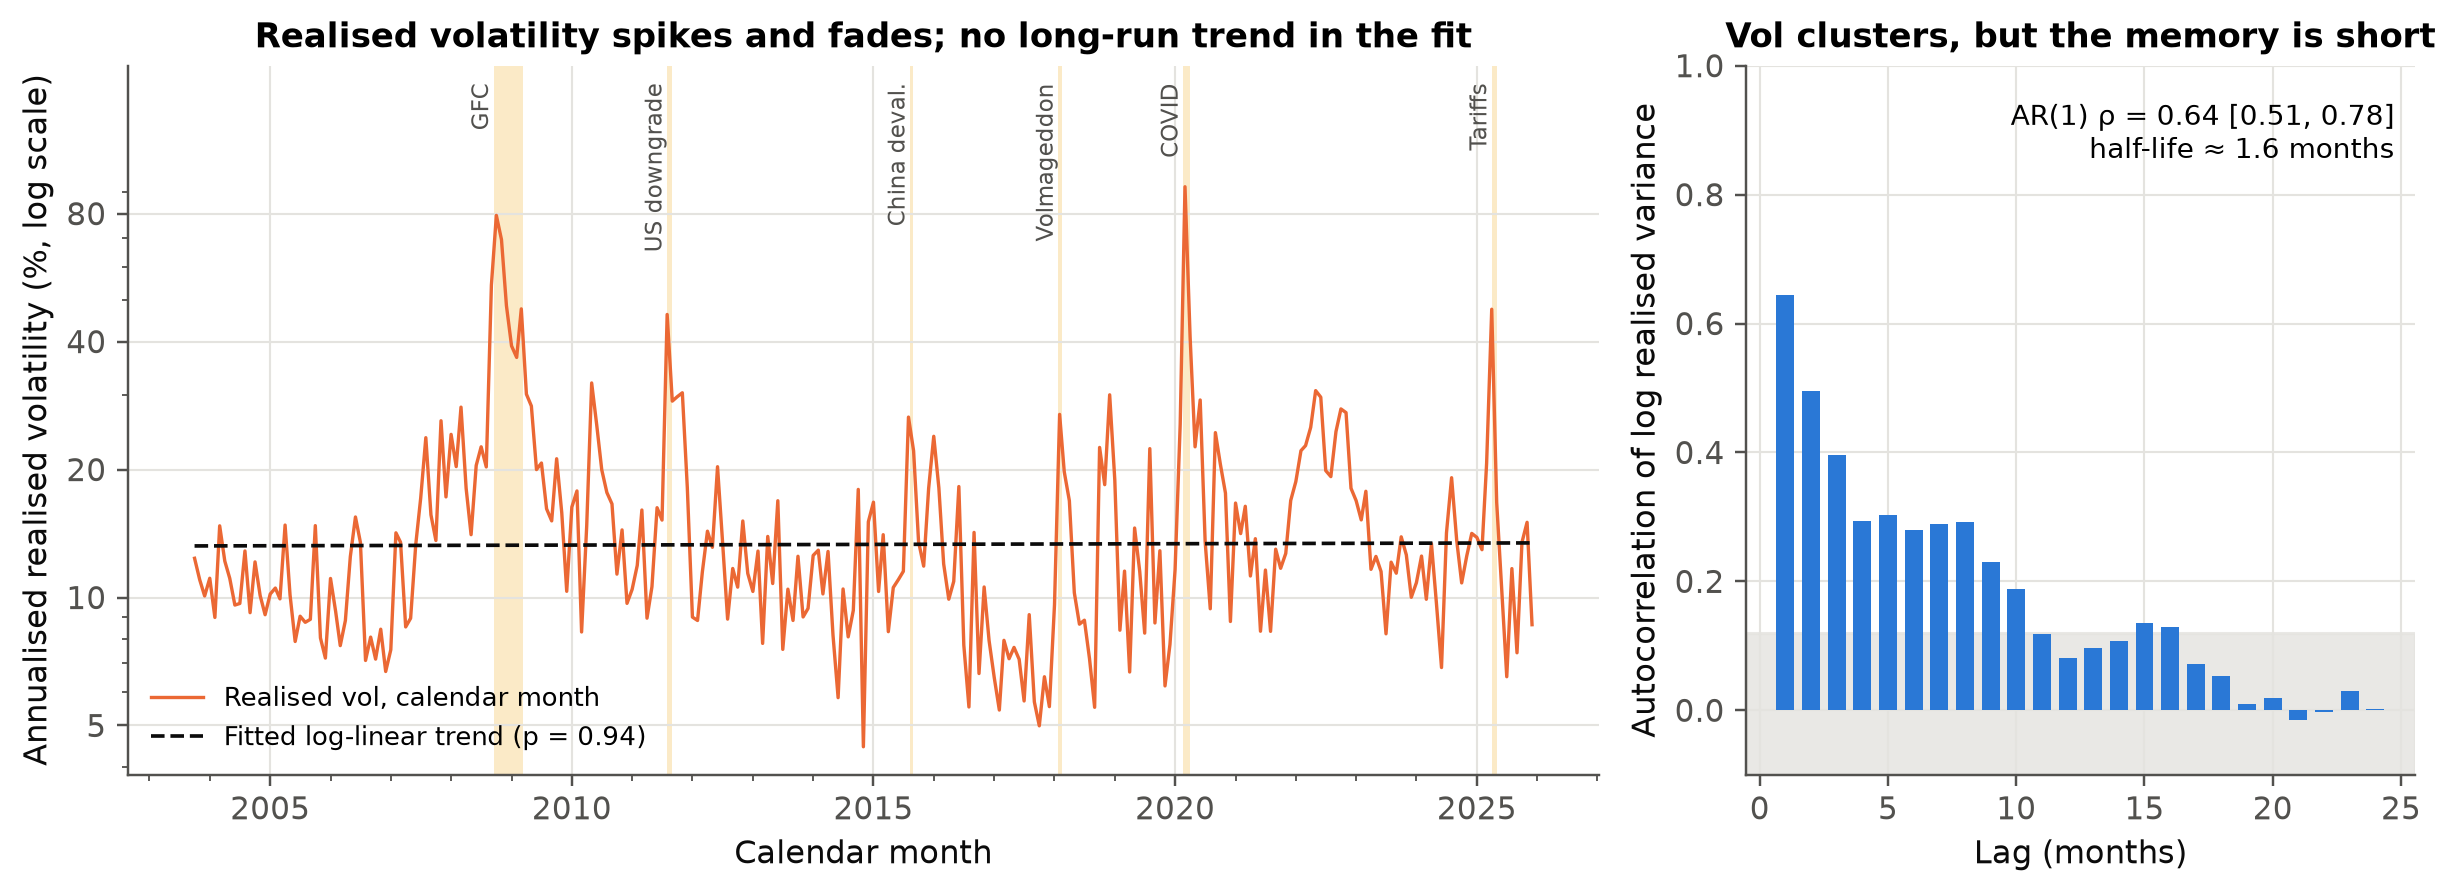 Realised volatility spikes and fades; no long-run trend in the fit
Annualised realised volatility (%, log scale)
80
40
20
10
5
GFC
US downgrade
China deval.
Volmageddon
COVID
Tariffs
Realised vol, calendar month
Fitted log-linear trend (p = 0.94)
2005
2010
2015
2020
2025
Calendar month
Vol clusters, but the memory is short
Autocorrelation of log realised variance
1.0
0.8
0.6
0.4
0.2
0.0
AR(1) ρ = 0.64 [0.51, 0.78]
half-life ≈ 1.6 months
0
5
10
15
20
25
Lag (months)